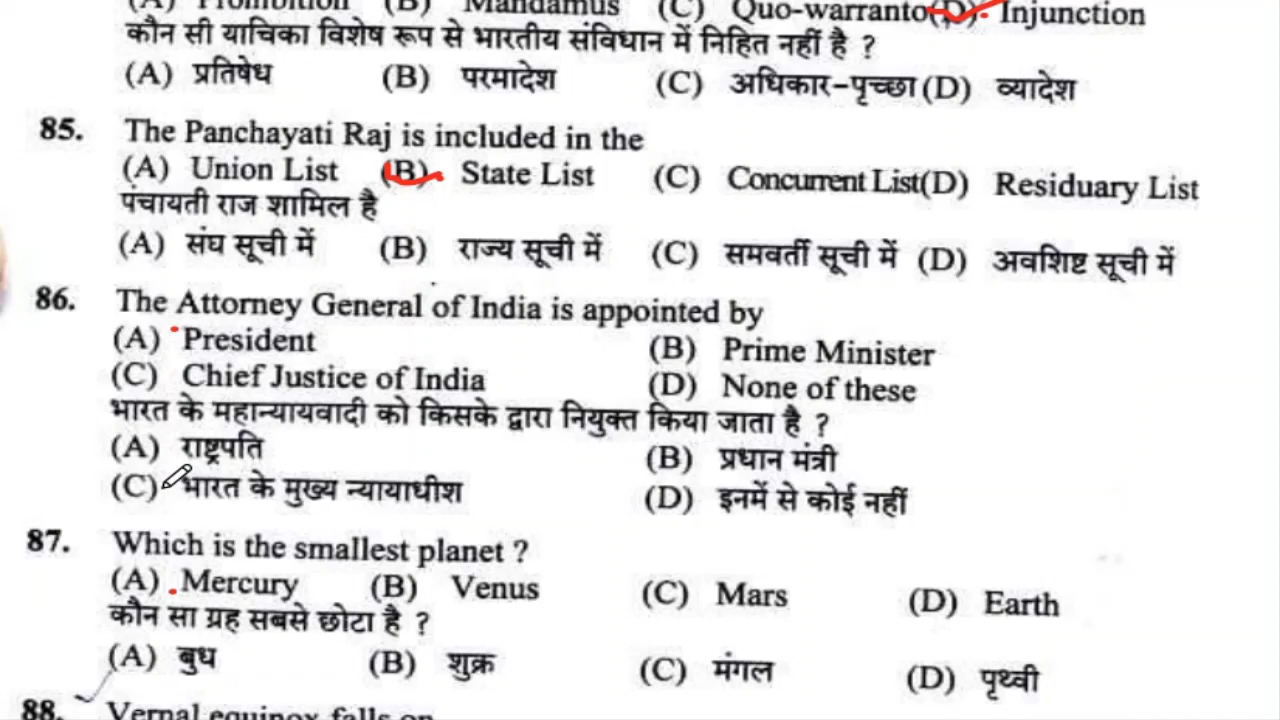 (A) Prohibition (B) Mandamus (C) Quo-warranto (D) Injunction
कौन सी याचिका विशेष रूप से भारतीय संविधान में निहित नहीं है ?
(A) प्रतिषेध (B) परमादेश (C) अधिकार-पृच्छा (D) व्यादेश
85. The Panchayati Raj is included in the
(A) Union List (B) State List (C) Concurrent List (D) Residuary List
पंचायती राज शामिल है
(A) संघ सूची में (B) राज्य सूची में (C) समवर्ती सूची में (D) अवशिष्ट सूची में
86. The Attorney General of India is appointed by
(A) President (B) Prime Minister
(C) Chief Justice of India (D) None of these
भारत के महान्यायवादी को किसके द्वारा नियुक्त किया जाता है ?
(A) राष्ट्रपति (B) प्रधान मंत्री
(C) भारत के मुख्य न्यायाधीश (D) इनमें से कोई नहीं
87. Which is the smallest planet ?
(A) Mercury (B) Venus (C) Mars (D) Earth
कौन सा ग्रह सबसे छोटा है ?
(A) बुध (B) शुक्र (C) मंगल (D) पृथ्वी
88. Vernal equinox falls on